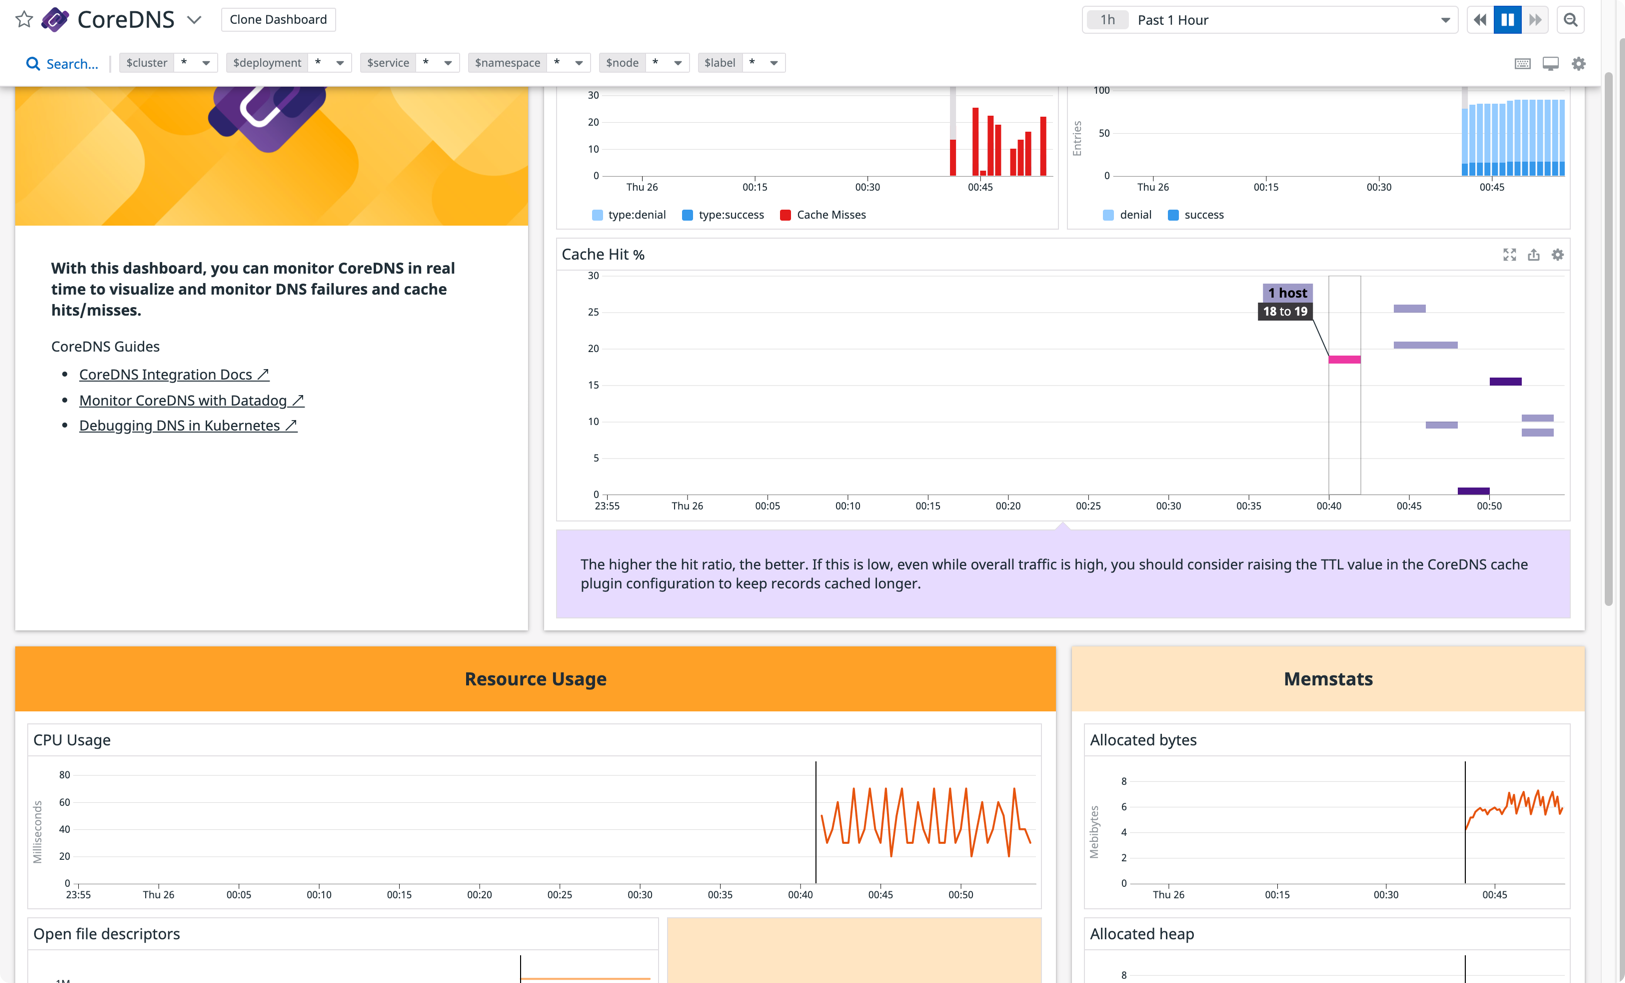 CoreDNS
Clone Dashboard
1h Past 1 Hour
Search...
$cluster *
$deployment *
$service *
$namespace *
$node *
$label *
30
20
10
0
Thu 26 00:15 00:30 00:45
type:denial type:success Cache Misses
Entries
100
50
0
Thu 26 00:15 00:30 00:45
denial success
With this dashboard, you can monitor CoreDNS in real
time to visualize and monitor DNS failures and cache
hits/misses.
CoreDNS Guides
• CoreDNS Integration Docs ↗
• Monitor CoreDNS with Datadog ↗
• Debugging DNS in Kubernetes ↗
Cache Hit %
30
25
20
15
10
5
0
1 host
18 to 19
23:55 Thu 26 00:05 00:10 00:15 00:20 00:25 00:30 00:35 00:40 00:45 00:50
The higher the hit ratio, the better. If this is low, even while overall traffic is high, you should consider raising the TTL value in the CoreDNS cache
plugin configuration to keep records cached longer.
Resource Usage
CPU Usage
Milliseconds
80
60
40
20
0
23:55 Thu 26 00:05 00:10 00:15 00:20 00:25 00:30 00:35 00:40 00:45 00:50
Open file descriptors
1M
Memstats
Allocated bytes
Mebibytes
8
6
4
2
0
Thu 26 00:15 00:30 00:45
Allocated heap
8